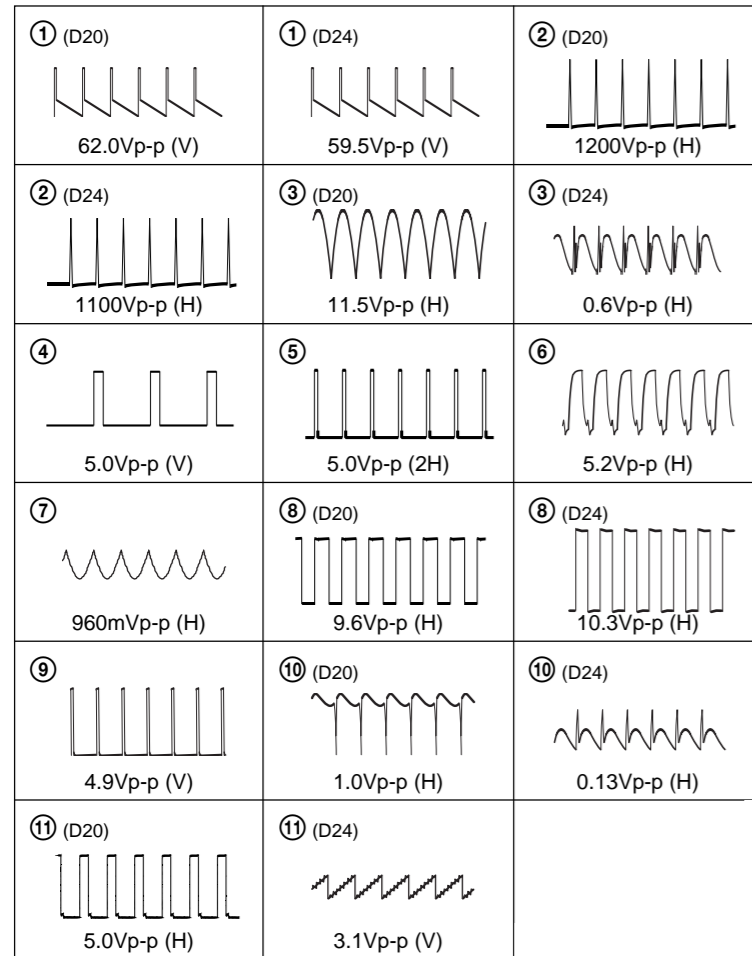 ① (D20)
62.0Vp-p (V)
① (D24)
59.5Vp-p (V)
② (D20)
1200Vp-p (H)
② (D24)
1100Vp-p (H)
③ (D20)
11.5Vp-p (H)
③ (D24)
0.6Vp-p (H)
④
5.0Vp-p (V)
⑤
5.0Vp-p (2H)
⑥
5.2Vp-p (H)
⑦
960mVp-p (H)
⑧ (D20)
9.6Vp-p (H)
⑧ (D24)
10.3Vp-p (H)
⑨
4.9Vp-p (V)
⑩ (D20)
1.0Vp-p (H)
⑩ (D24)
0.13Vp-p (H)
⑪ (D20)
5.0Vp-p (H)
⑪ (D24)
3.1Vp-p (V)